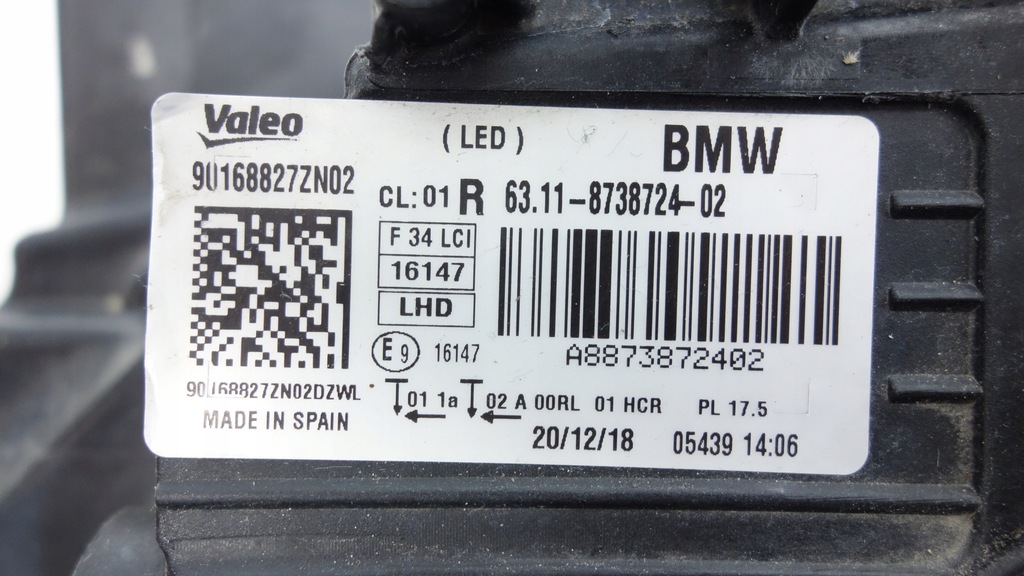 Valeo
(LED)
BMW
90168827ZN02
CL: 01 R 63.11-8738724-02
F 34 LCI
16147
LHD
A8873872402
E 9 16147
90168827ZN02DZWL
01 1a 02 A 00RL 01 HCR PL 17.5
MADE IN SPAIN
20/12/18 05439 14:06